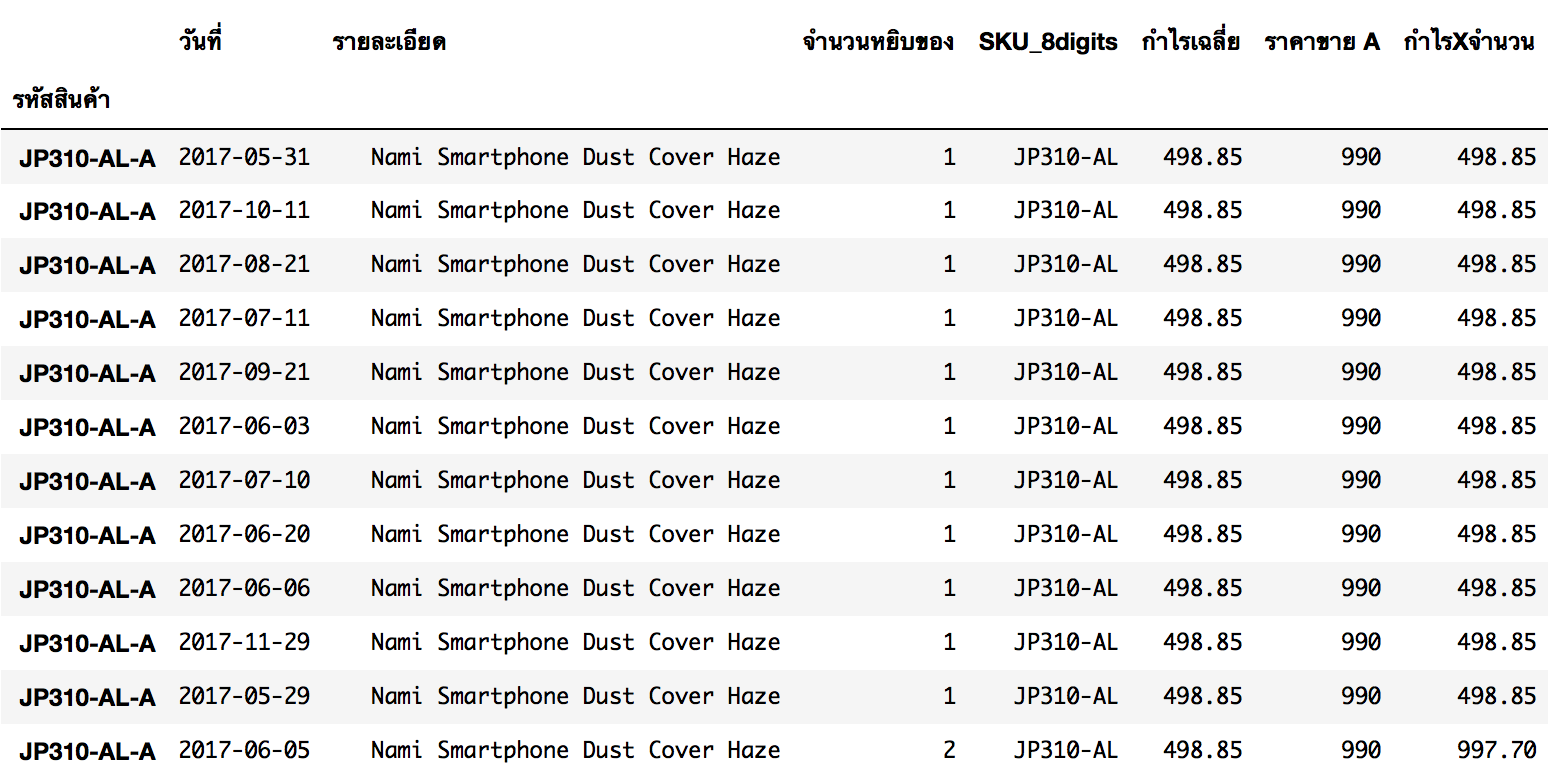 วันที่ รายละเอียด จำนวนหยิบของ SKU_8digits กำไรเฉลี่ย ราคาขาย A กำไรXจำนวน
รหัสสินค้า
JP310-AL-A 2017-05-31 Nami Smartphone Dust Cover Haze 1 JP310-AL 498.85 990 498.85
JP310-AL-A 2017-10-11 Nami Smartphone Dust Cover Haze 1 JP310-AL 498.85 990 498.85
JP310-AL-A 2017-08-21 Nami Smartphone Dust Cover Haze 1 JP310-AL 498.85 990 498.85
JP310-AL-A 2017-07-11 Nami Smartphone Dust Cover Haze 1 JP310-AL 498.85 990 498.85
JP310-AL-A 2017-09-21 Nami Smartphone Dust Cover Haze 1 JP310-AL 498.85 990 498.85
JP310-AL-A 2017-06-03 Nami Smartphone Dust Cover Haze 1 JP310-AL 498.85 990 498.85
JP310-AL-A 2017-07-10 Nami Smartphone Dust Cover Haze 1 JP310-AL 498.85 990 498.85
JP310-AL-A 2017-06-20 Nami Smartphone Dust Cover Haze 1 JP310-AL 498.85 990 498.85
JP310-AL-A 2017-06-06 Nami Smartphone Dust Cover Haze 1 JP310-AL 498.85 990 498.85
JP310-AL-A 2017-11-29 Nami Smartphone Dust Cover Haze 1 JP310-AL 498.85 990 498.85
JP310-AL-A 2017-05-29 Nami Smartphone Dust Cover Haze 1 JP310-AL 498.85 990 498.85
JP310-AL-A 2017-06-05 Nami Smartphone Dust Cover Haze 2 JP310-AL 498.85 990 997.70